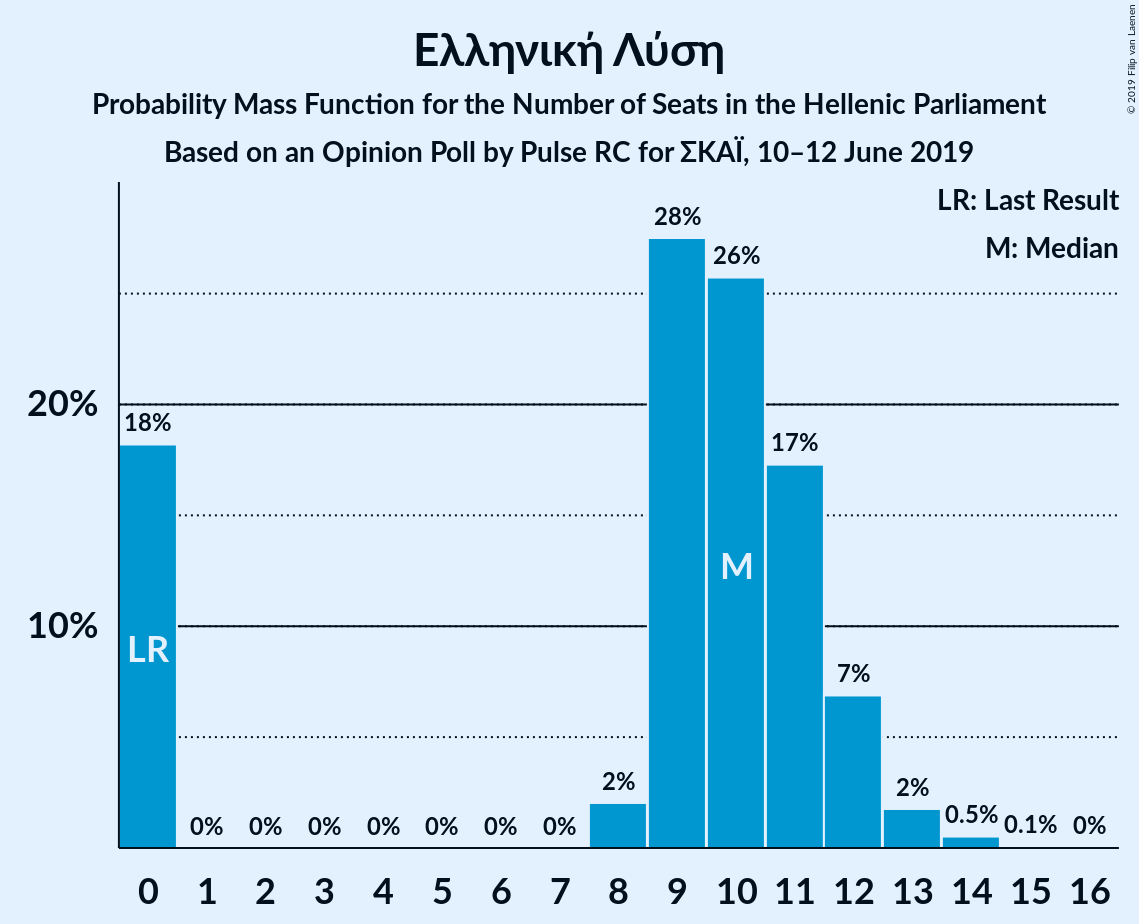 Ελληνική Λύση
Probability Mass Function for the Number of Seats in the Hellenic Parliament
Based on an Opinion Poll by Pulse RC for ΣΚΑΪ, 10–12 June 2019
© 2019 Filip van Laenen
LR: Last Result
M: Median
20%
10%
18%
0%
0%
0%
0%
0%
0%
0%
2%
28%
26%
17%
7%
2%
0.5%
0.1%
0%
LR
M
0 1 2 3 4 5 6 7 8 9 10 11 12 13 14 15 16